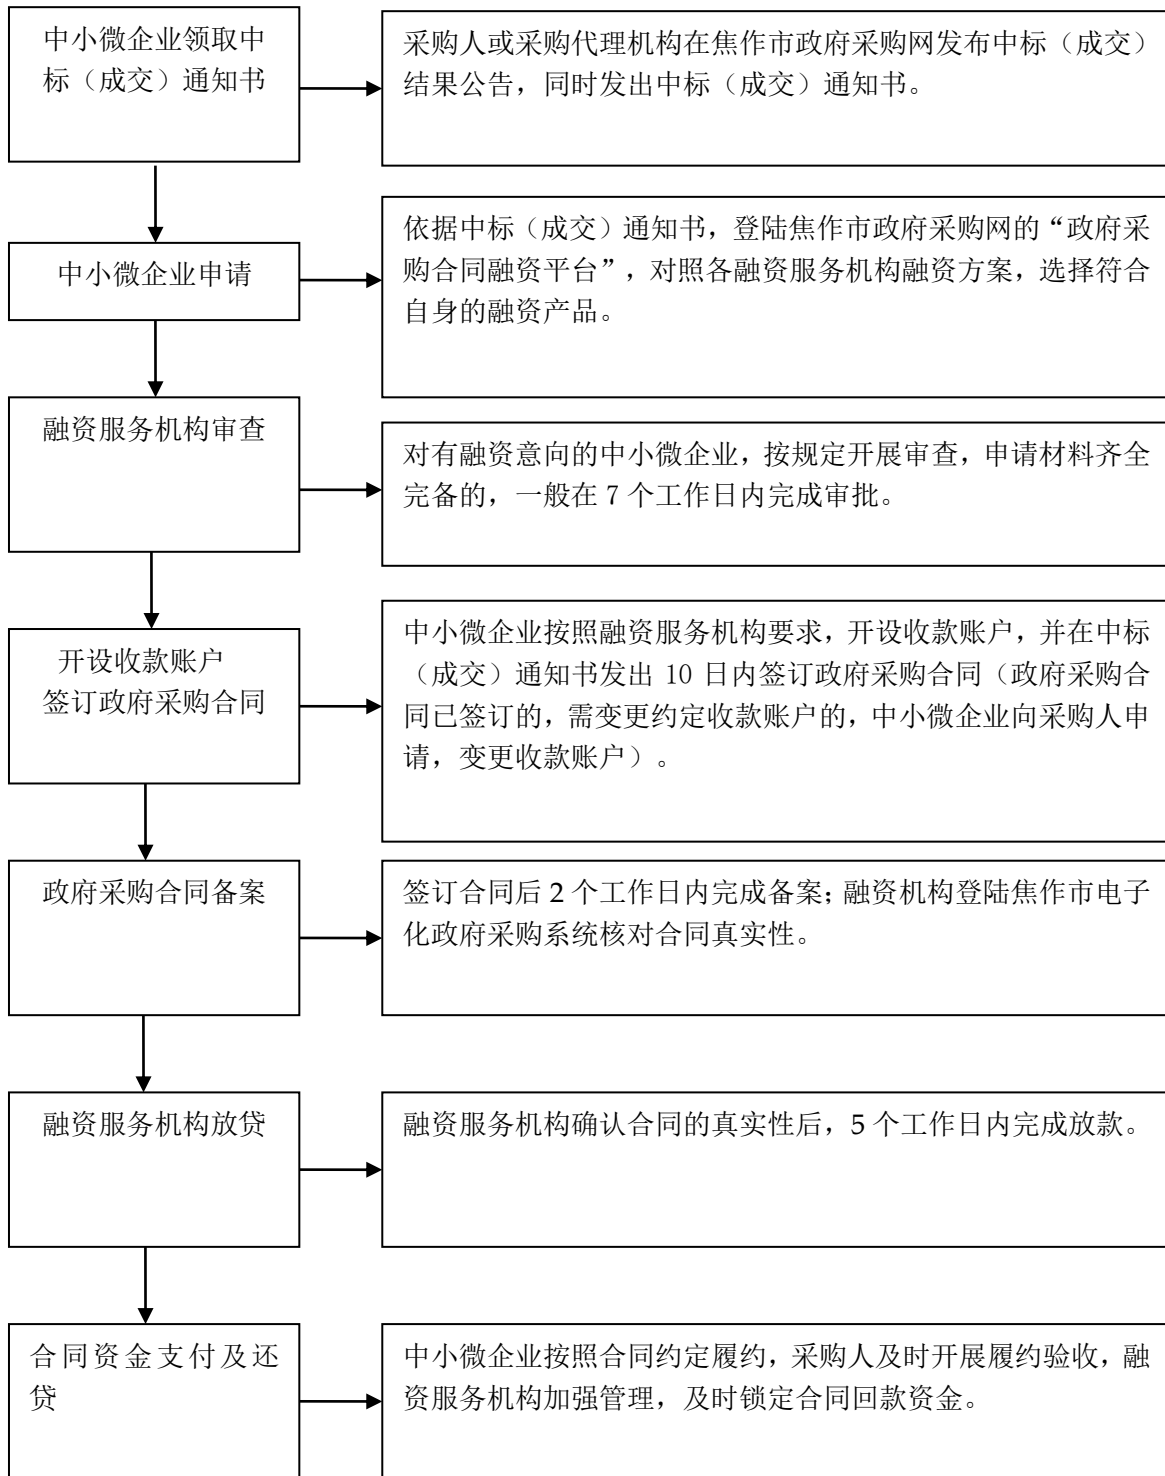 中小微企业领取中
标（成交）通知书
采购人或采购代理机构在焦作市政府采购网发布中标（成交）
结果公告，同时发出中标（成交）通知书。
中小微企业申请
依据中标（成交）通知书，登陆焦作市政府采购网的“政府采
购合同融资平台”，对照各融资服务机构融资方案，选择符合
自身的融资产品。
融资服务机构审查
对有融资意向的中小微企业，按规定开展审查，申请材料齐全
完备的，一般在 7 个工作日内完成审批。
开设收款账户
签订政府采购合同
中小微企业按照融资服务机构要求，开设收款账户，并在中标
（成交）通知书发出 10 日内签订政府采购合同（政府采购合
同已签订的，需变更约定收款账户的，中小微企业向采购人申
请，变更收款账户）。
政府采购合同备案
签订合同后 2 个工作日内完成备案；融资机构登陆焦作市电子
化政府采购系统核对合同真实性。
融资服务机构放贷
融资服务机构确认合同的真实性后，5 个工作日内完成放款。
合同资金支付及还
贷
中小微企业按照合同约定履约，采购人及时开展履约验收，融
资服务机构加强管理，及时锁定合同回款资金。